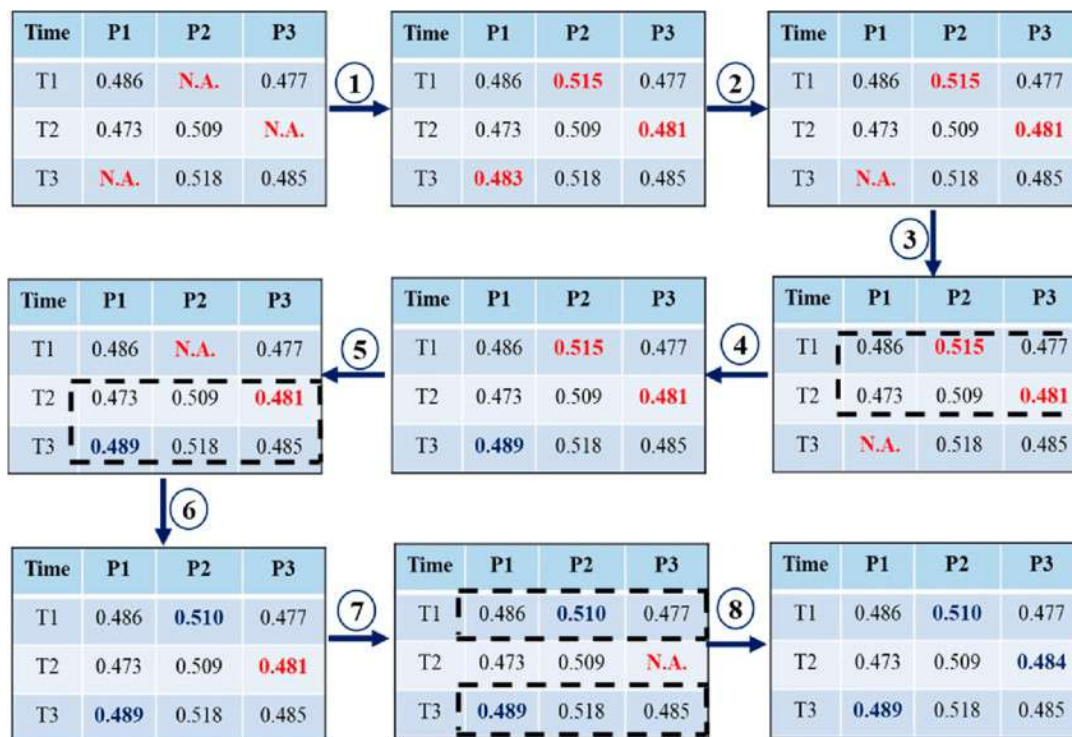 Time P1 P2 P3
T1 0.486 N.A. 0.477
T2 0.473 0.509 N.A.
T3 N.A. 0.518 0.485
1
Time P1 P2 P3
T1 0.486 0.515 0.477
T2 0.473 0.509 0.481
T3 0.483 0.518 0.485
2
Time P1 P2 P3
T1 0.486 0.515 0.477
T2 0.473 0.509 0.481
T3 N.A. 0.518 0.485
3
Time P1 P2 P3
T1 0.486 0.515 0.477
T2 0.473 0.509 0.481
T3 N.A. 0.518 0.485
4
Time P1 P2 P3
T1 0.486 0.515 0.477
T2 0.473 0.509 0.481
T3 0.489 0.518 0.485
5
Time P1 P2 P3
T1 0.486 N.A. 0.477
T2 0.473 0.509 0.481
T3 0.489 0.518 0.485
6
Time P1 P2 P3
T1 0.486 0.510 0.477
T2 0.473 0.509 0.481
T3 0.489 0.518 0.485
7
Time P1 P2 P3
T1 0.486 0.510 0.477
T2 0.473 0.509 N.A.
T3 0.489 0.518 0.485
8
Time P1 P2 P3
T1 0.486 0.510 0.477
T2 0.473 0.509 0.484
T3 0.489 0.518 0.485